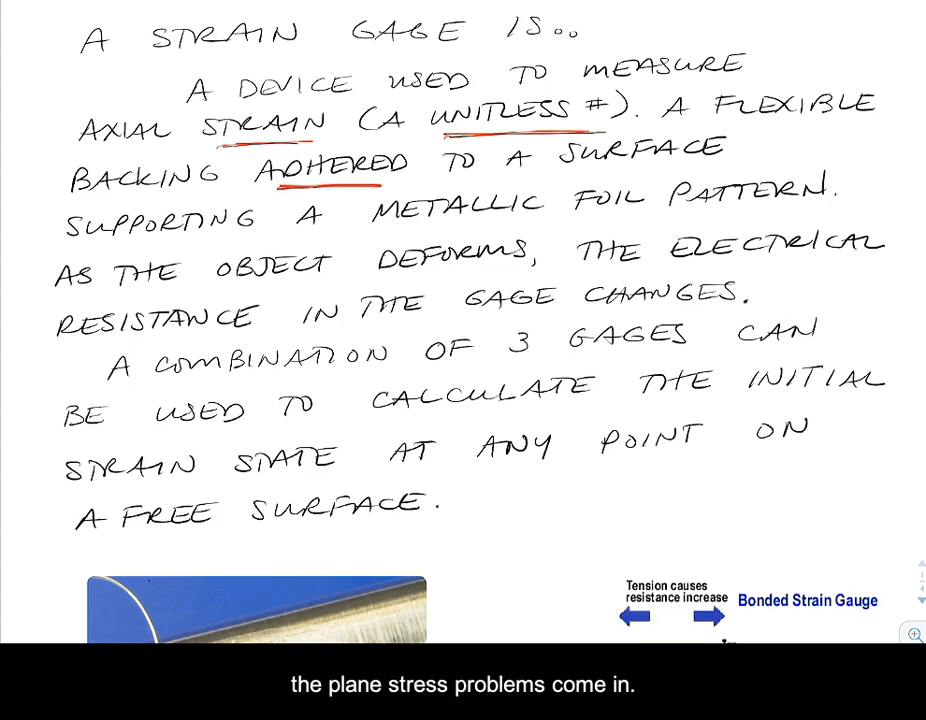 A STRAIN GAGE IS..
A DEVICE USED TO MEASURE
AXIAL STRAIN (A UNITLESS #). A FLEXIBLE
BACKING ADHERED TO A SURFACE
SUPPORTING A METALLIC FOIL PATTERN.
AS THE OBJECT DEFORMS, THE ELECTRICAL
RESISTANCE IN THE GAGE CHANGES.
A COMBINATION OF 3 GAGES CAN
BE USED TO CALCULATE THE INITIAL
STRAIN STATE AT ANY POINT ON
A FREE SURFACE.
Tension causes
resistance increase
Bonded Strain Gauge
the plane stress problems come in.